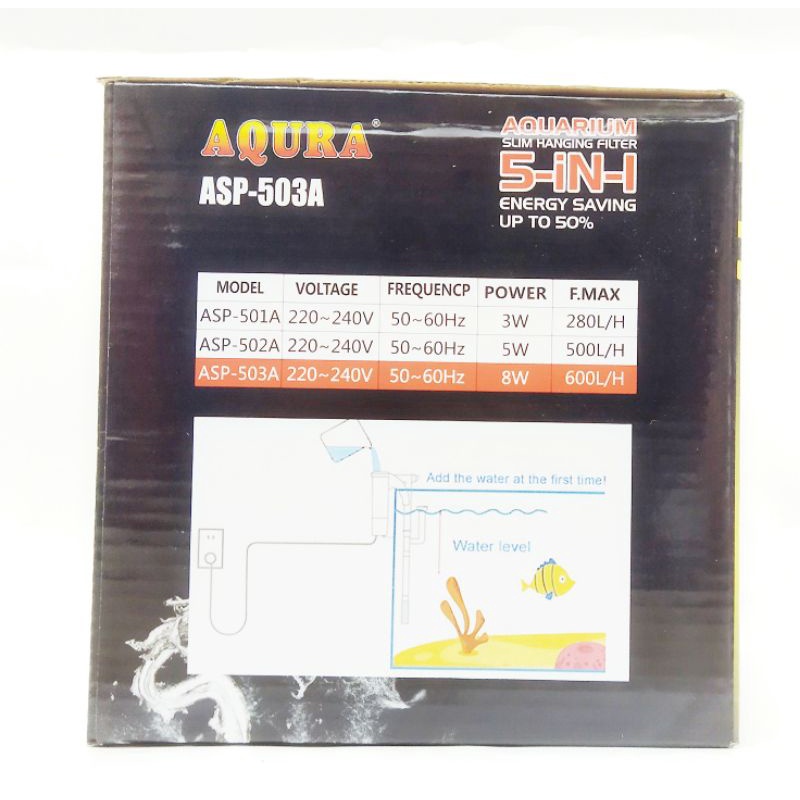 AQURA®
ASP-503A
AQUARIUM
SLIM HANGING FILTER
5-iN-1
ENERGY SAVING
UP TO 50%
MODEL VOLTAGE FREQUENCP POWER F.MAX
ASP-501A 220~240V 50~60Hz 3W 280L/H
ASP-502A 220~240V 50~60Hz 5W 500L/H
ASP-503A 220~240V 50~60Hz 8W 600L/H
Add the water at the first time!
Water level